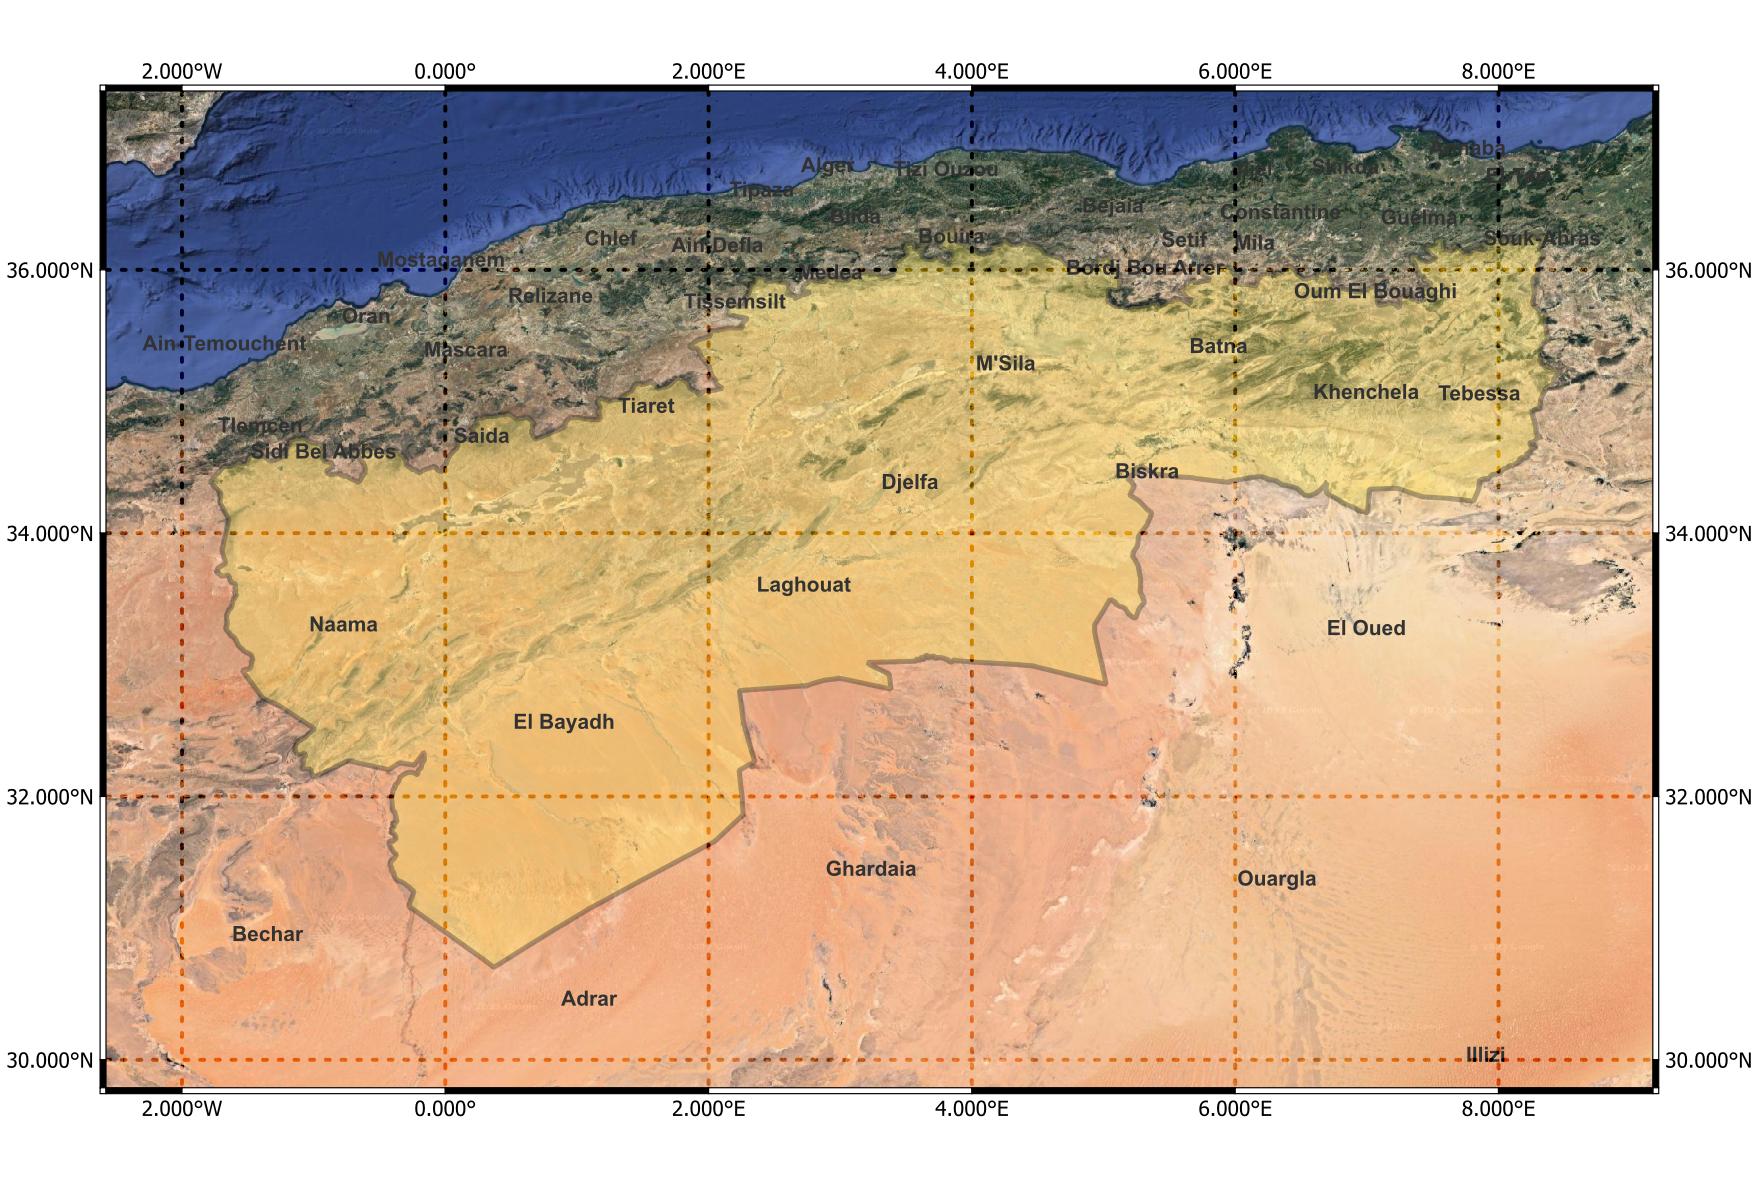 2.000°W 0.000° 2.000°E 4.000°E 6.000°E 8.000°E
Annaba
Alger Tizi Ouzou Skikda
Tipaza
Blida Bejaia Constantine Guelma
Chlef Ain-Defla Bouira Setif Mila Souk-Ahras
Mostaganem
36.000°N Medea Bordj Bou Arrer 36.000°N
Relizane Tissemsilt Oum El Bouaghi
Oran
Ain-Temouchent Mascara Batna
M'Sila
Khenchela Tebessa
Tiaret
Tlemcen Saida
Sidi Bel Abbes
Djelfa Biskra
34.000°N 34.000°N
Laghouat
Naama El Oued
El Bayadh
32.000°N 32.000°N
Ghardaia Ouargla
Bechar
Adrar
30.000°N Illizi 30.000°N
2.000°W 0.000° 2.000°E 4.000°E 6.000°E 8.000°E